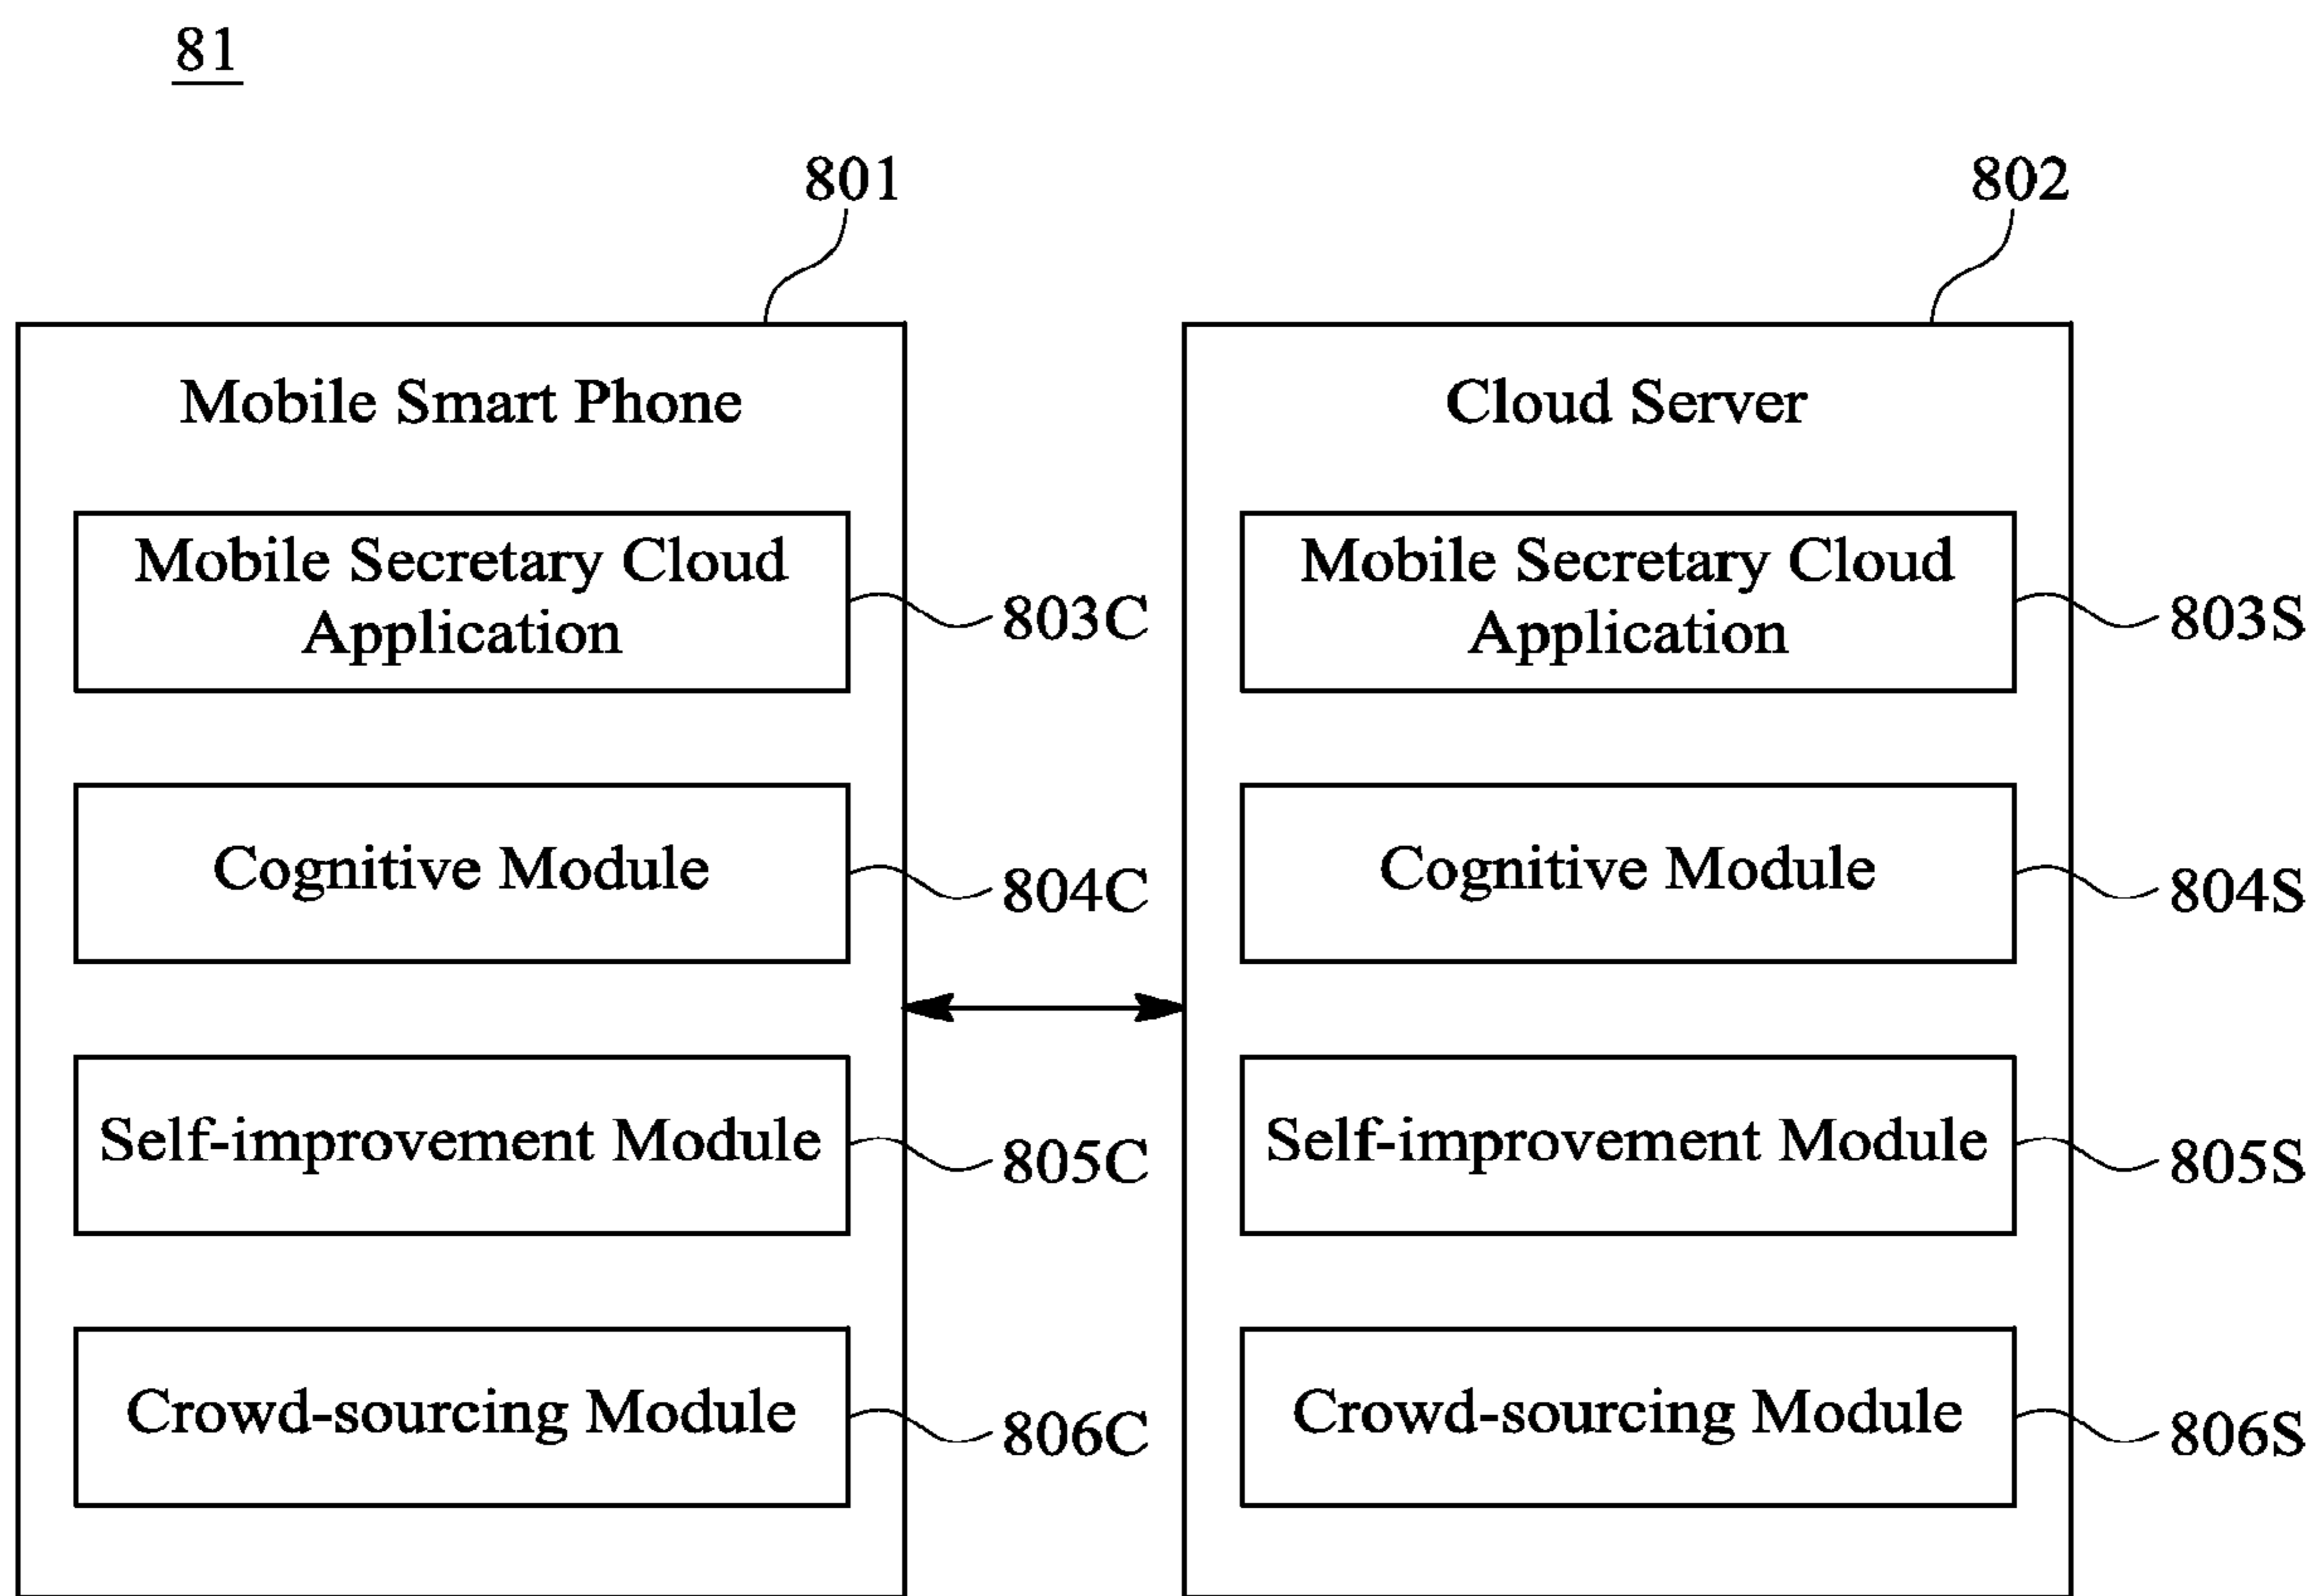 81
801
802
Mobile Smart Phone
Cloud Server
Mobile Secretary Cloud
Application
803C
Mobile Secretary Cloud
Application
803S
Cognitive Module
804C
Cognitive Module
804S
Self-improvement Module
805C
Self-improvement Module
805S
Crowd-sourcing Module
806C
Crowd-sourcing Module
806S